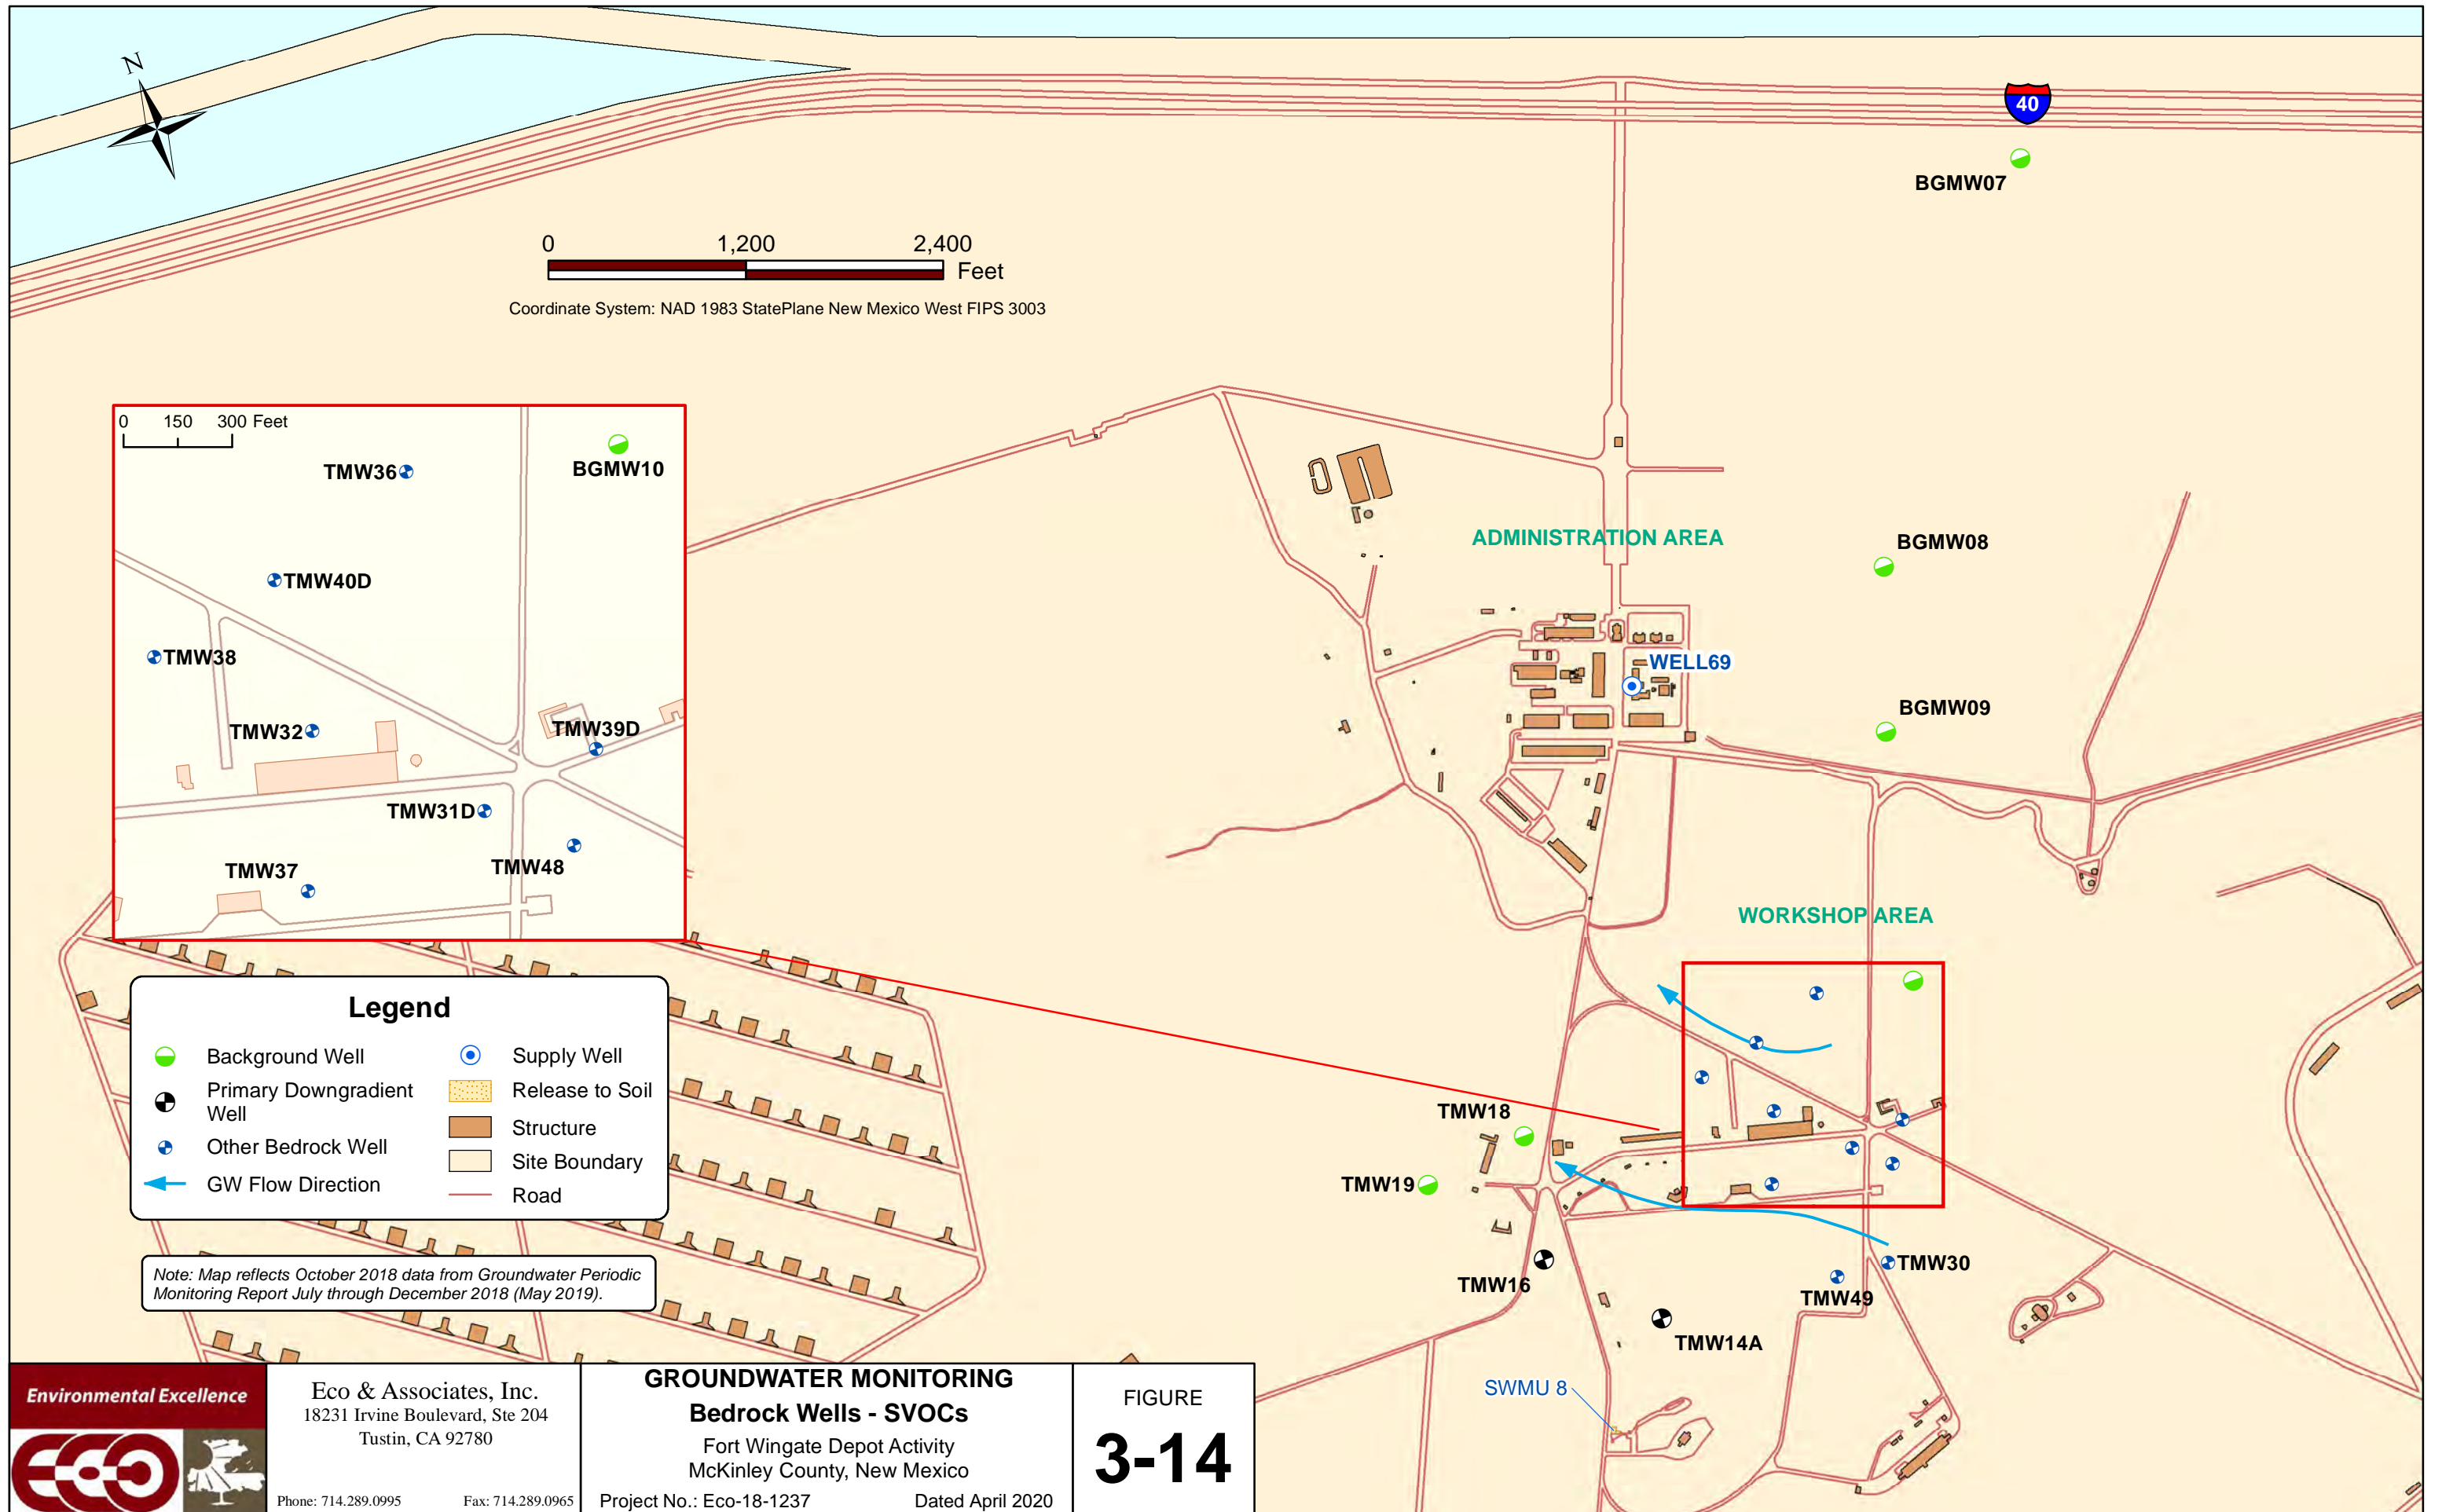 N
40
BGMW07
0 1,200 2,400
Feet
Coordinate System: NAD 1983 StatePlane New Mexico West FIPS 3003
0 150 300 Feet
TMW36
BGMW10
TMW40D
TMW38
TMW32
TMW39D
TMW31D
TMW37
TMW48
ADMINISTRATION AREA
BGMW08
WELL69
BGMW09
WORKSHOP AREA
TMW18
TMW19
TMW16
TMW30
TMW49
TMW14A
SWMU 8
Legend
Background Well
Primary Downgradient
Well
Other Bedrock Well
GW Flow Direction
Supply Well
Release to Soil
Structure
Site Boundary
Road
Note: Map reflects October 2018 data from Groundwater Periodic
Monitoring Report July through December 2018 (May 2019).
Environmental Excellence
ECO
Eco & Associates, Inc.
18231 Irvine Boulevard, Ste 204
Tustin, CA 92780
Phone: 714.289.0995 Fax: 714.289.0965
GROUNDWATER MONITORING
Bedrock Wells - SVOCs
Fort Wingate Depot Activity
McKinley County, New Mexico
Project No.: Eco-18-1237 Dated April 2020
FIGURE
3-14